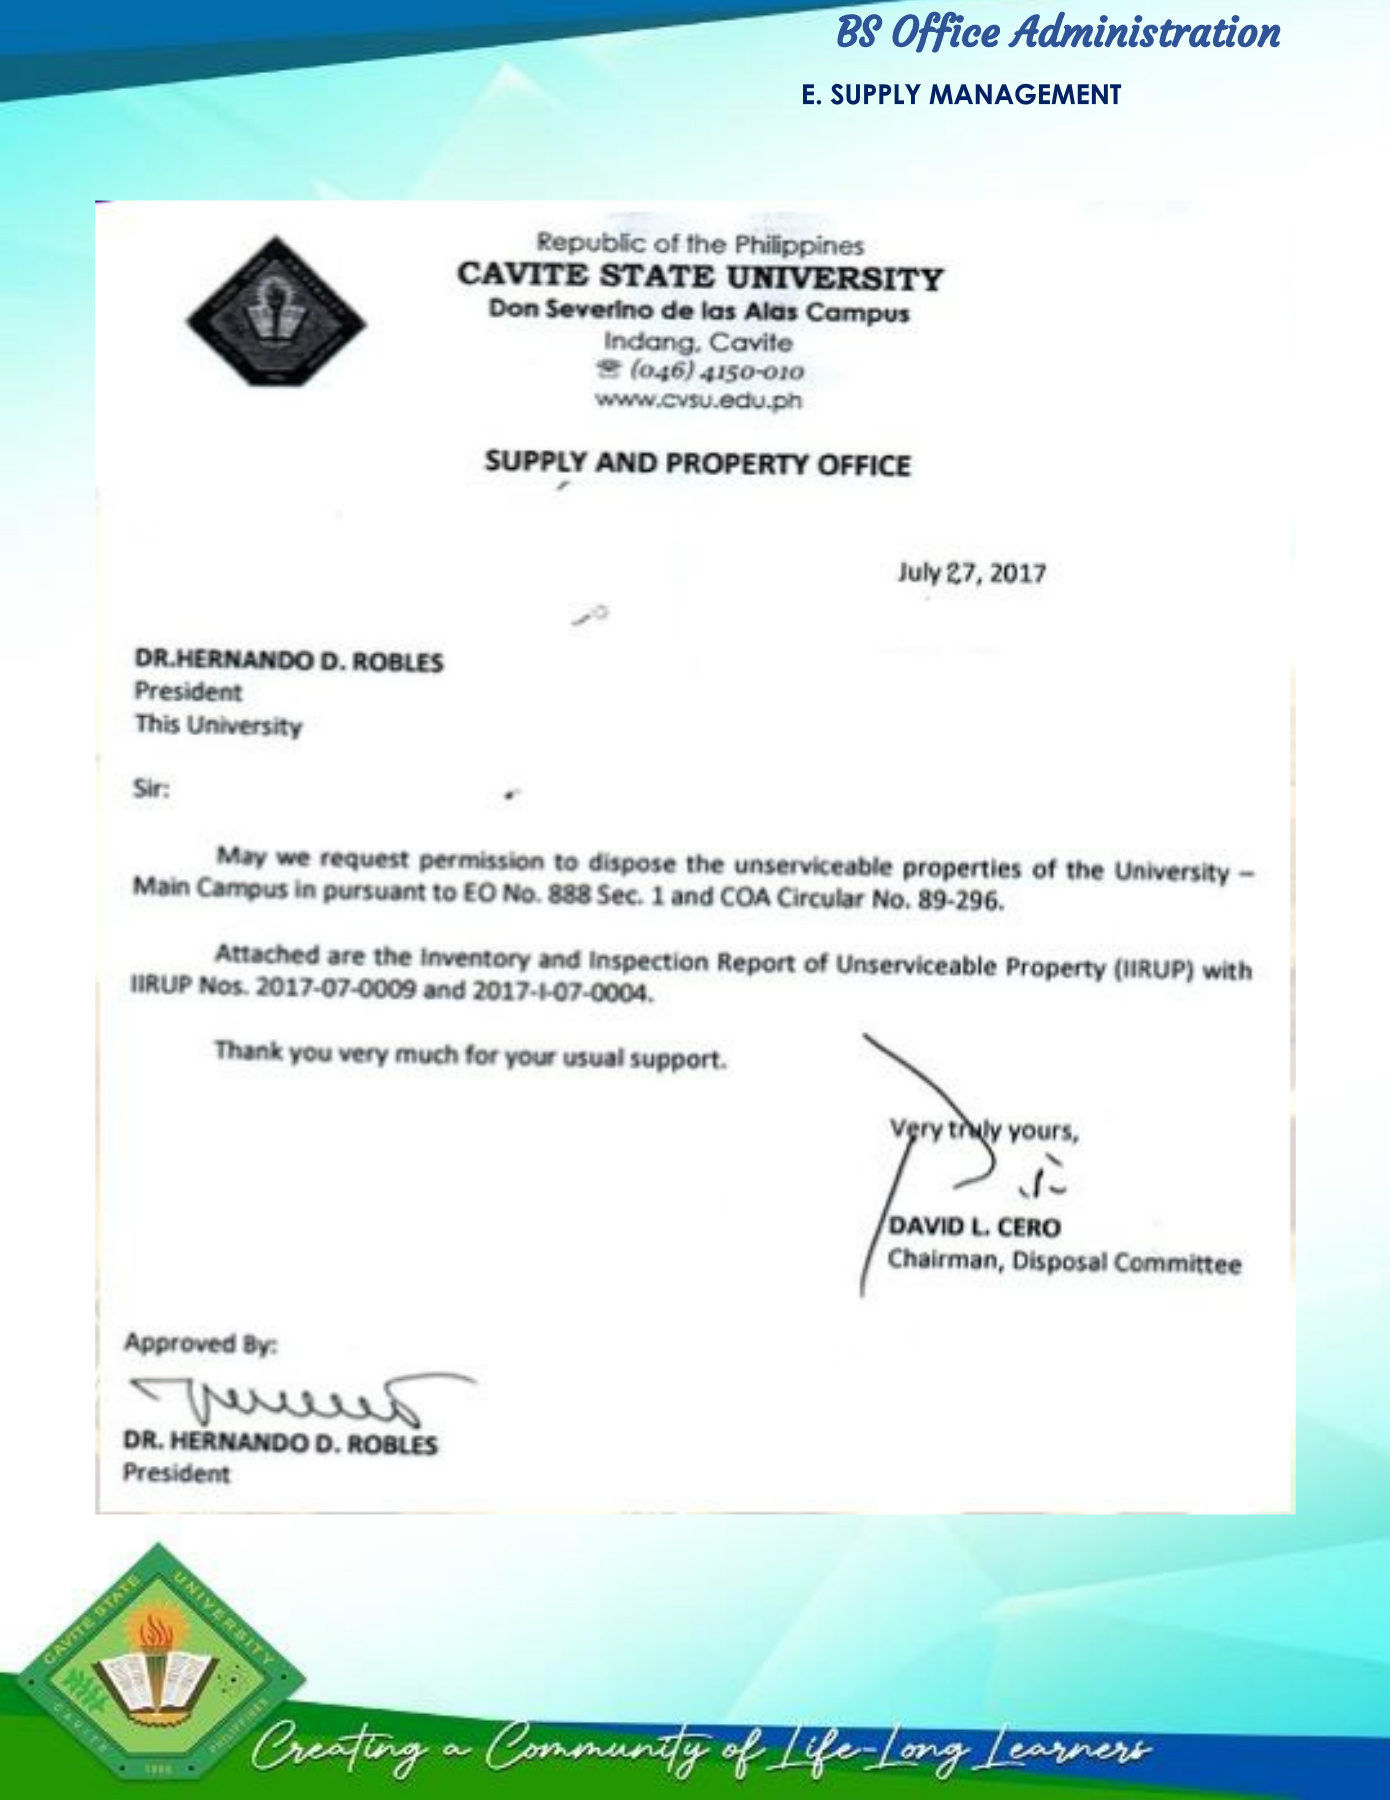 BS Office Administration
E. SUPPLY MANAGEMENT
Republic of the Philippines
CAVITE STATE UNIVERSITY
Don Severino de las Alas Campus
Indang, Cavite
☎ (046) 4150-010
www.cvsu.edu.ph
SUPPLY AND PROPERTY OFFICE
July 27, 2017
DR.HERNANDO D. ROBLES
President
This University
Sir:
May we request permission to dispose the unserviceable properties of the University –
Main Campus in pursuant to EO No. 888 Sec. 1 and COA Circular No. 89-296.
Attached are the Inventory and Inspection Report of Unserviceable Property (IIRUP) with
IIRUP Nos. 2017-07-0009 and 2017-I-07-0004.
Thank you very much for your usual support.
Very truly yours,
DAVID L. CERO
Chairman, Disposal Committee
Approved By:
DR. HERNANDO D. ROBLES
President
CAVITE STATE UNIVERSITY
CAVITE PHILIPPINES
1906
Creating a Community of Life-Long Learners